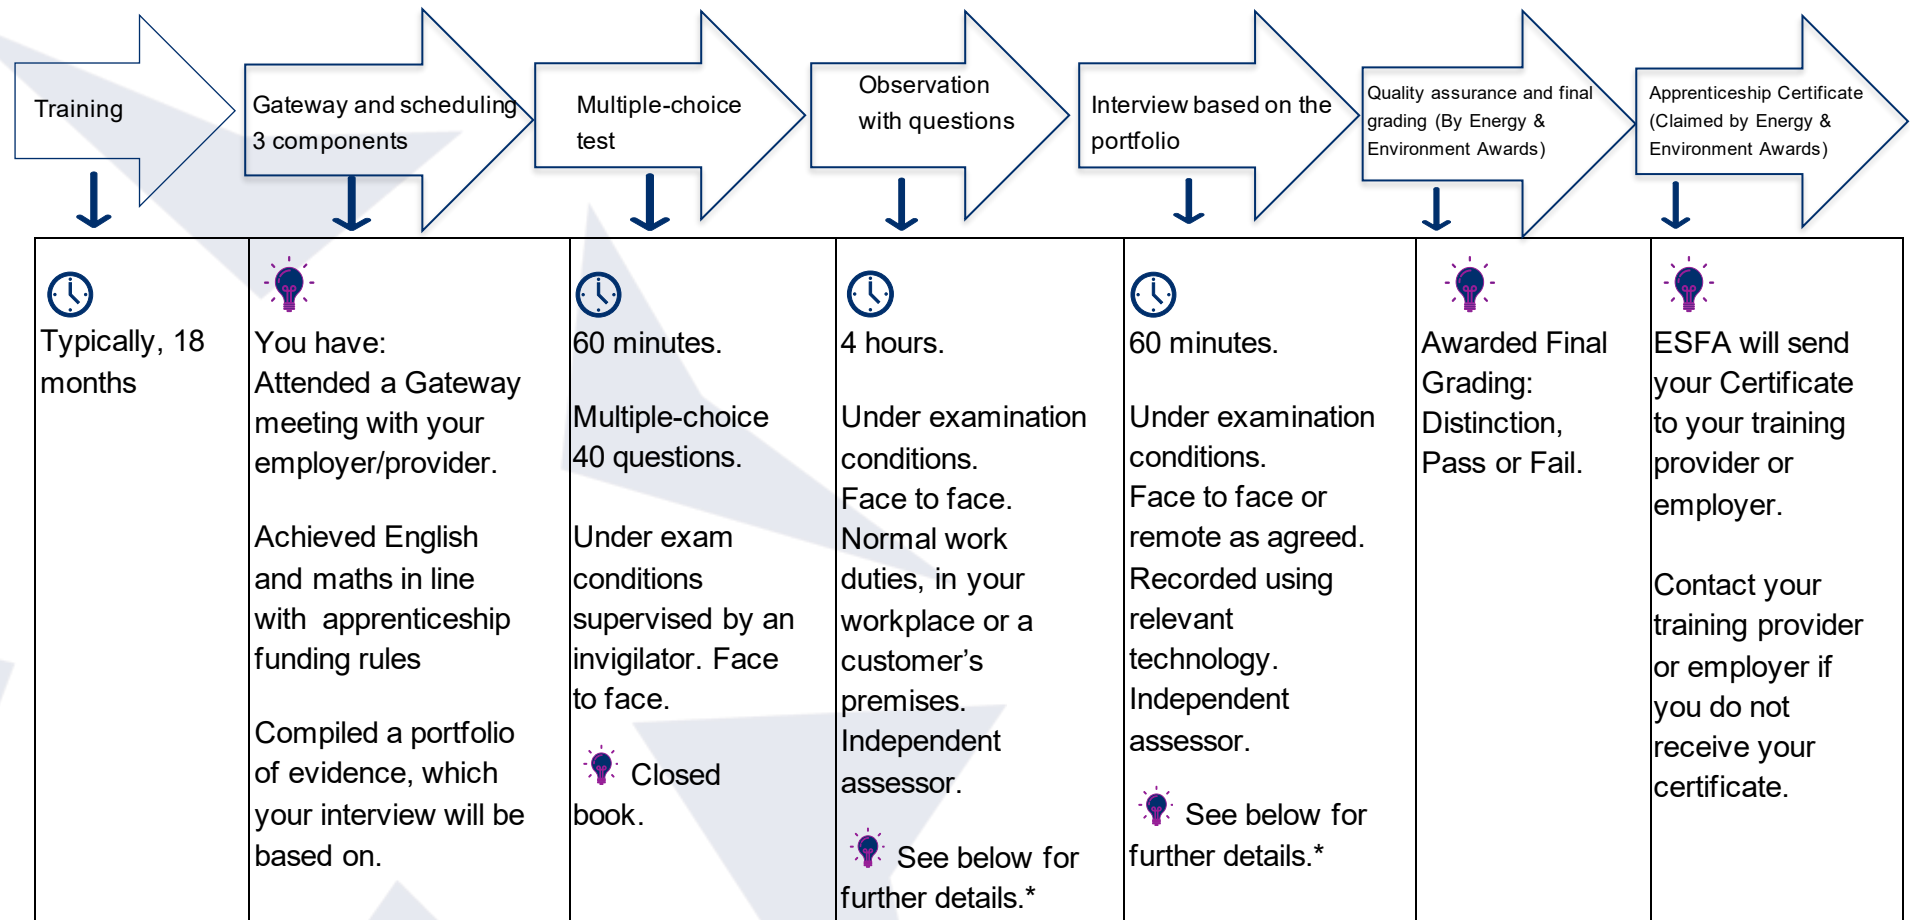 Training
Gateway and scheduling
3 components
Multiple-choice
test
Observation
with questions
Interview based on the
portfolio
Quality assurance and final
grading (By Energy &
Environment Awards)
Apprenticeship Certificate
(Claimed by Energy &
Environment Awards)
Typically, 18
months
You have:
Attended a Gateway
meeting with your
employer/provider.
Achieved English
and maths in line
with apprenticeship
funding rules
Compiled a portfolio
of evidence, which
your interview will be
based on.
60 minutes.
Multiple-choice
40 questions.
Under exam
conditions
supervised by an
invigilator. Face
to face.
Closed
book.
4 hours.
Under examination
conditions.
Face to face.
Normal work
duties, in your
workplace or a
customer’s
premises.
Independent
assessor.
See below for
further details.*
60 minutes.
Under examination
conditions.
Face to face or
remote as agreed.
Recorded using
relevant
technology.
Independent
assessor.
See below for
further details.*
Awarded Final
Grading:
Distinction,
Pass or Fail.
ESFA will send
your Certificate
to your training
provider or
employer.
Contact your
training provider
or employer if
you do not
receive your
certificate.